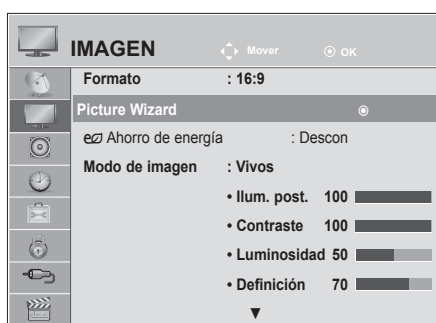 IMAGEN Mover OK
Formato : 16:9
Picture Wizard
Ahorro de energía : Descon
Modo de imagen : Vivos
• Ilum. post. 100
• Contraste 100
• Luminosidad 50
• Definición 70
▼